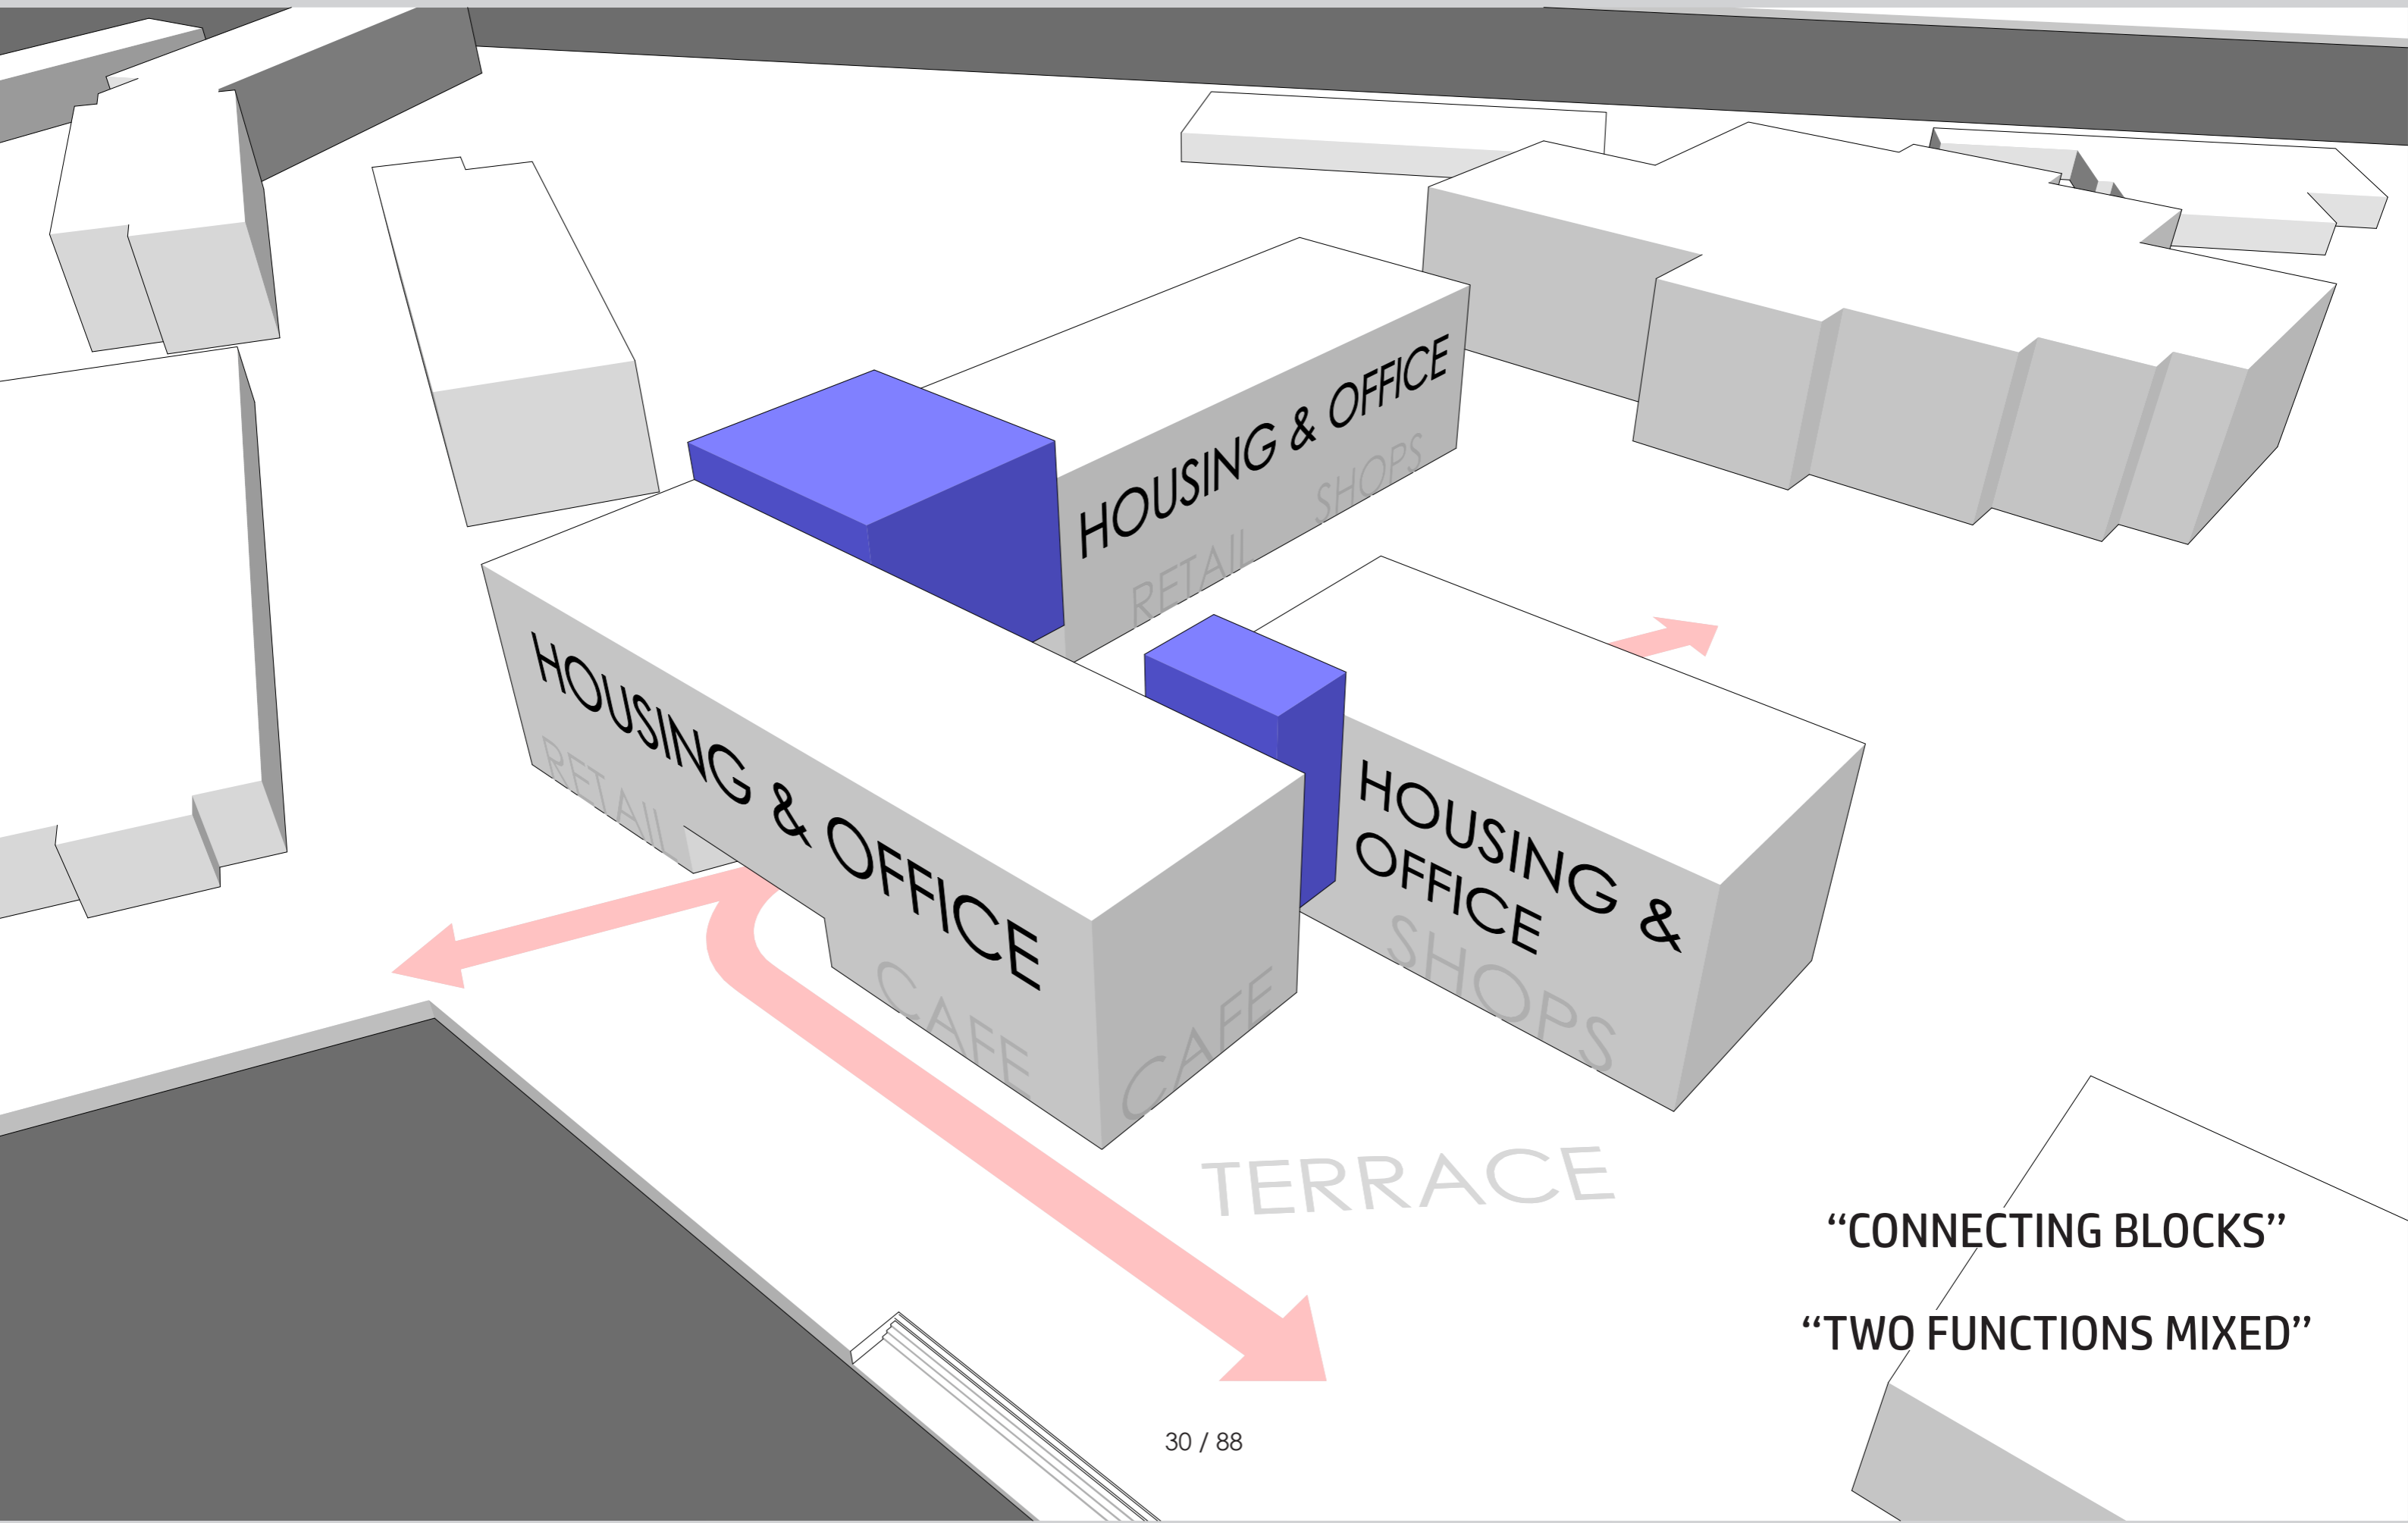 HOUSING & OFFICE
SHOPS
RETAIL
HOUSING & OFFICE
RETAIL
CAFE
CAFE
HOUSING &
OFFICE
SHOPS
TERRACE
“CONNECTING BLOCKS”
“TWO FUNCTIONS MIXED”
30 / 88